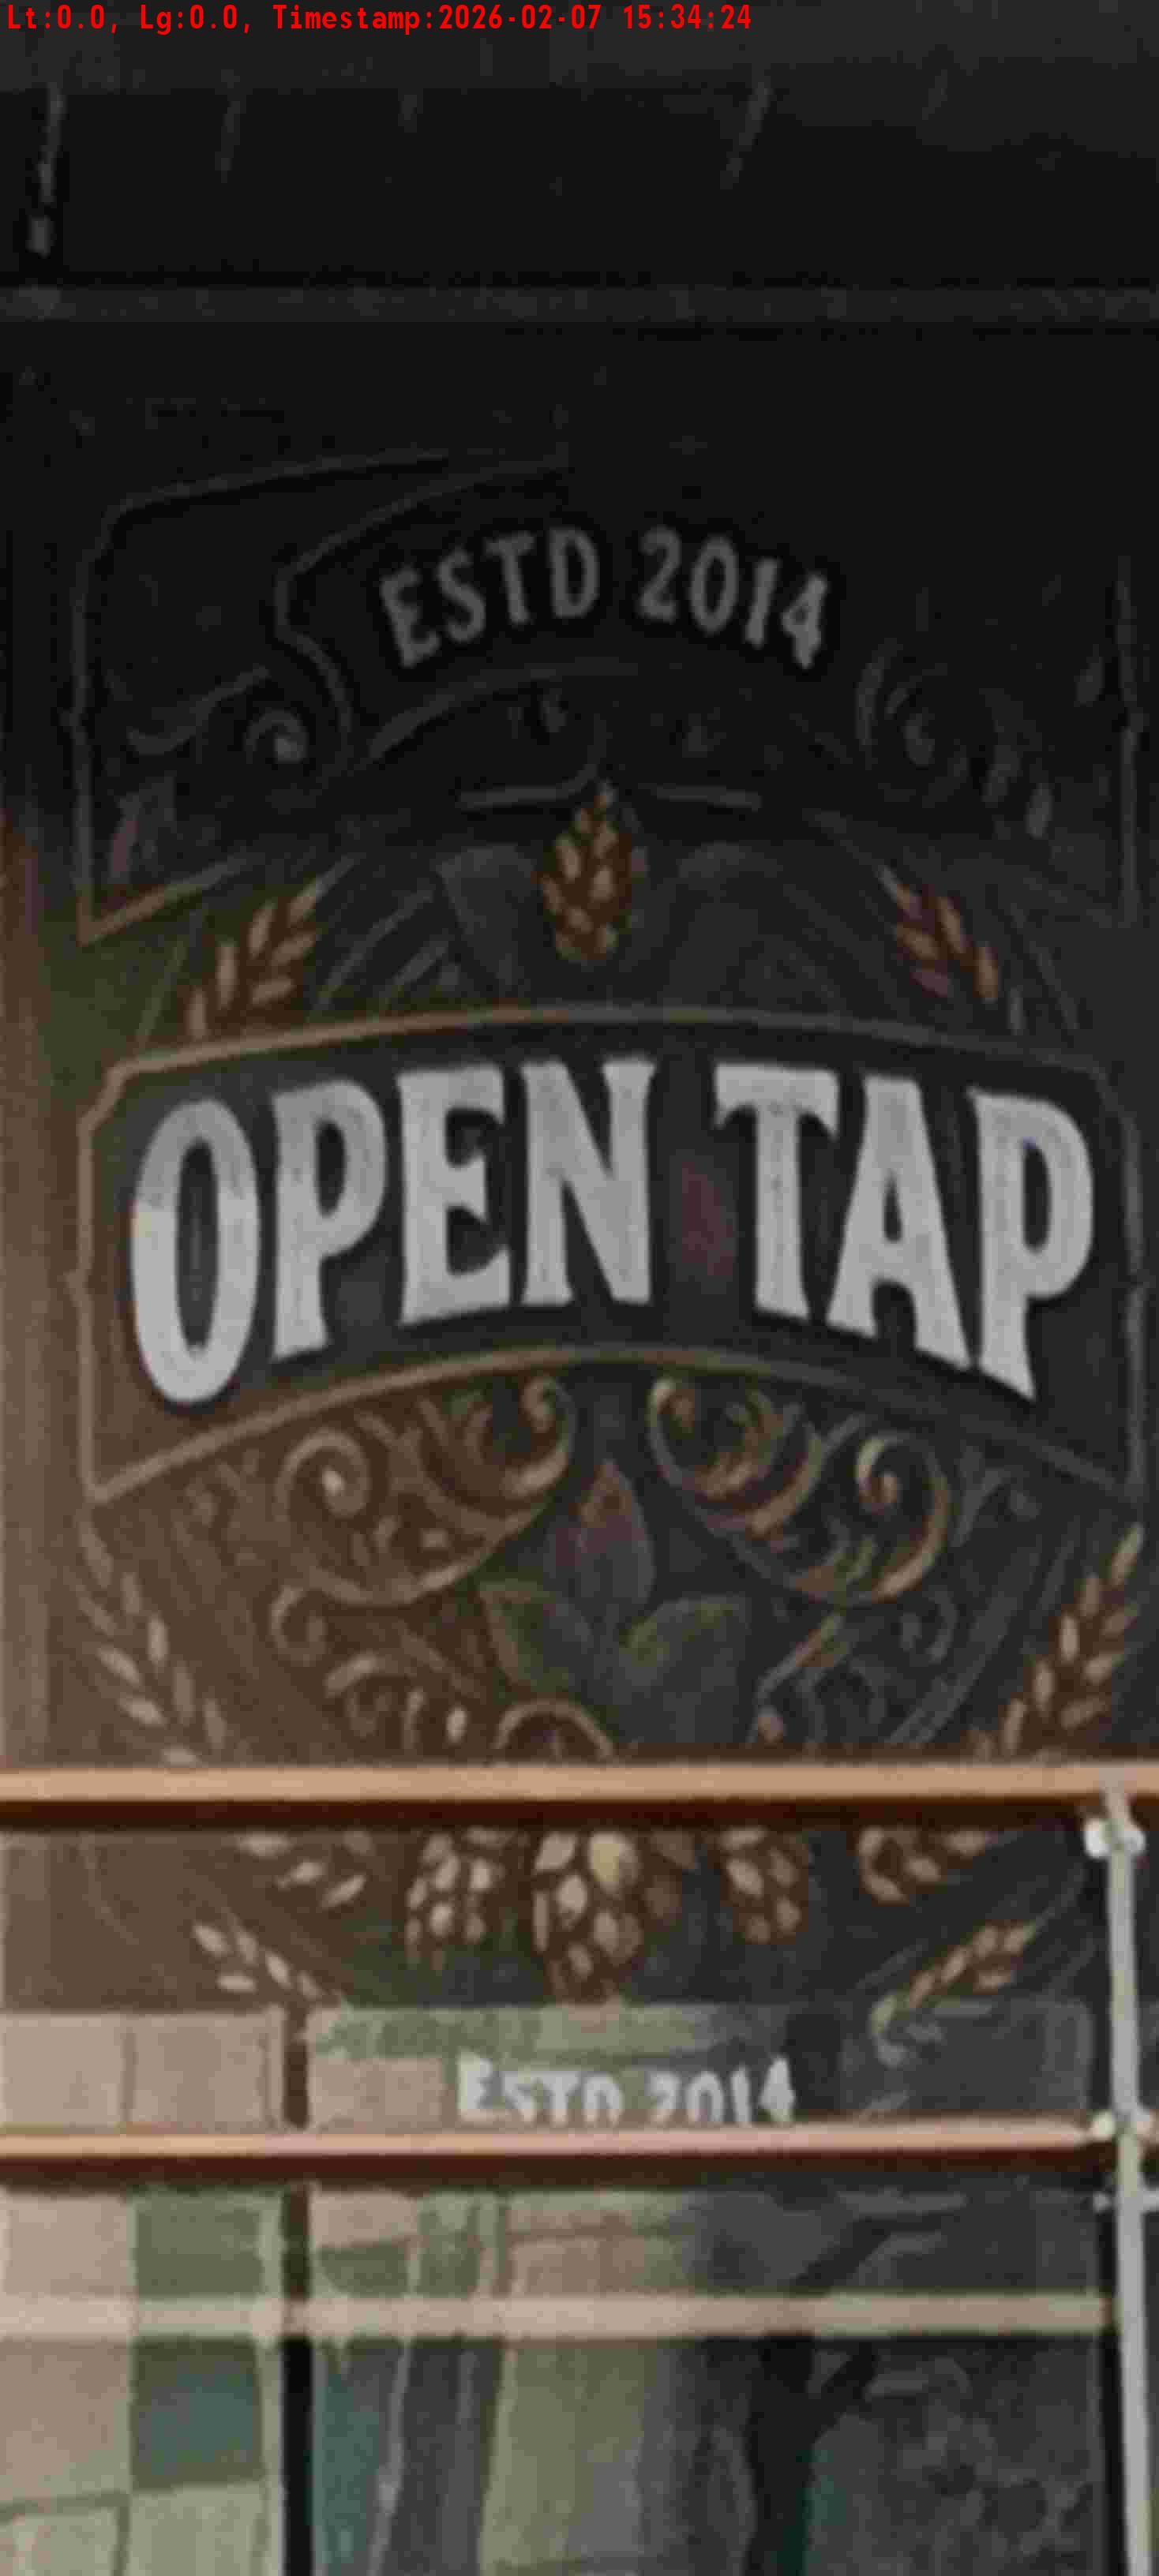 Lt:0.0, Lg:0.0, Timestamp:2026-02-07 15:34:24
ESTD 2014
OPEN TAP
ESTD 2014